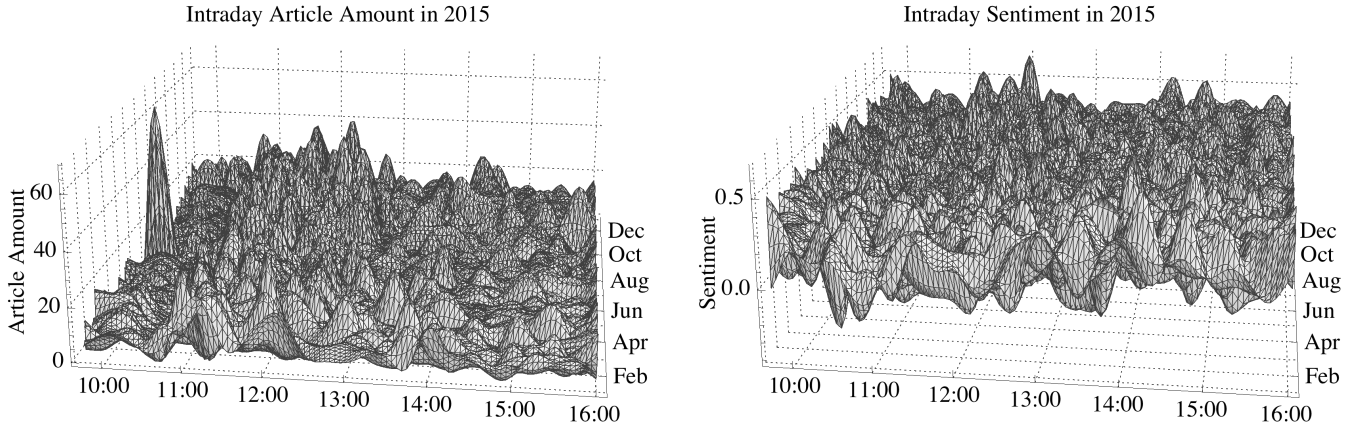 Intraday Article Amount in 2015
Article Amount
60
40
20
0
10:00
11:00
12:00
13:00
14:00
15:00
16:00
Dec
Oct
Aug
Jun
Apr
Feb
Intraday Sentiment in 2015
Sentiment
0.5
0.0
10:00
11:00
12:00
13:00
14:00
15:00
16:00
Dec
Oct
Aug
Jun
Apr
Feb